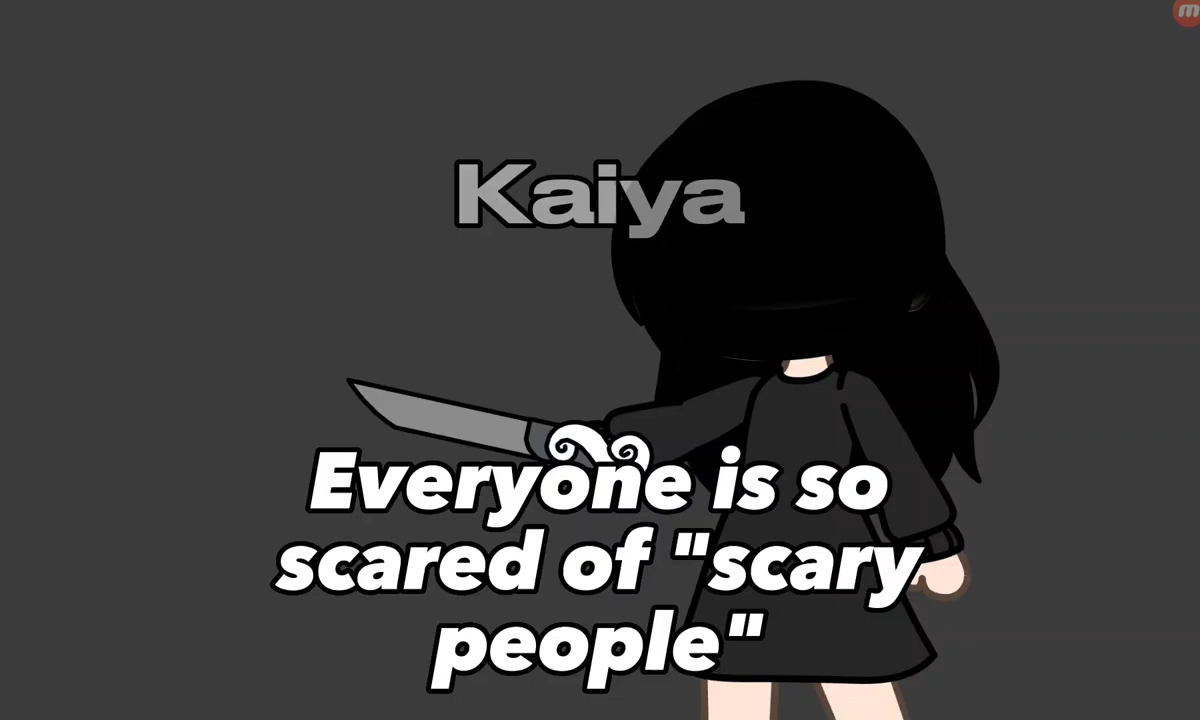 m
Kaiya
Everyone is so
scared of "scary
people"